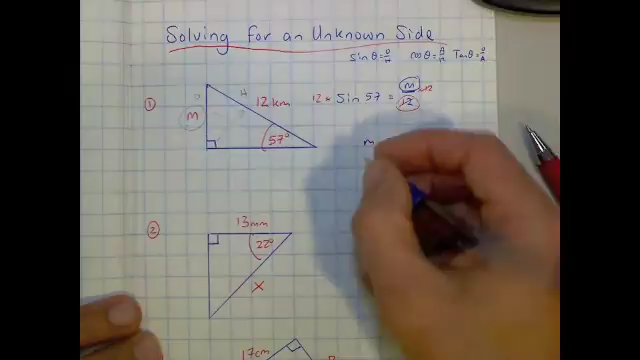 Solving for an Unknown Side
sin θ = O/H cos θ = A/H Tan θ = O/A
① H 12km 12 × Sin 57 = m/12 × 12
m
57°
m
② 13mm
22°
x
17cm